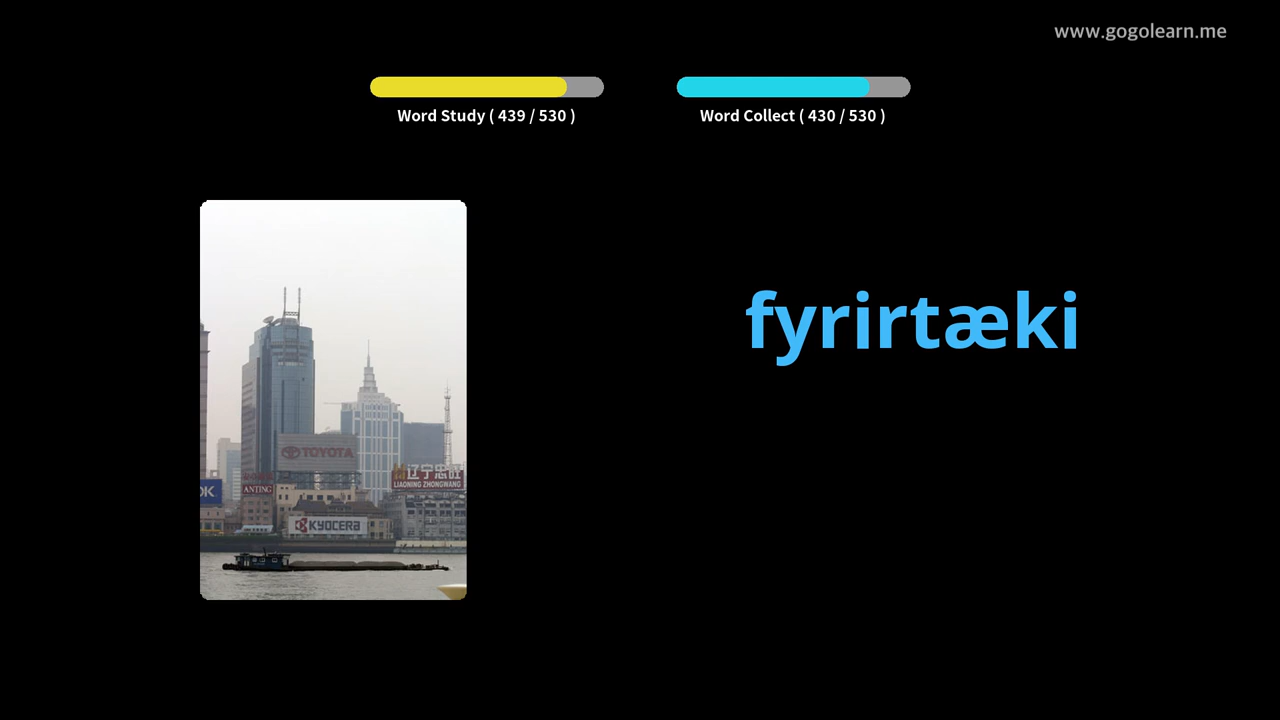 www.gogolearn.me
Word Study ( 439 / 530 )
Word Collect ( 430 / 530 )
fyrirtæki
TOYOTA
辽宁忠旺
LIAONING ZHONGWANG
OK
ANTING
KYOCERA